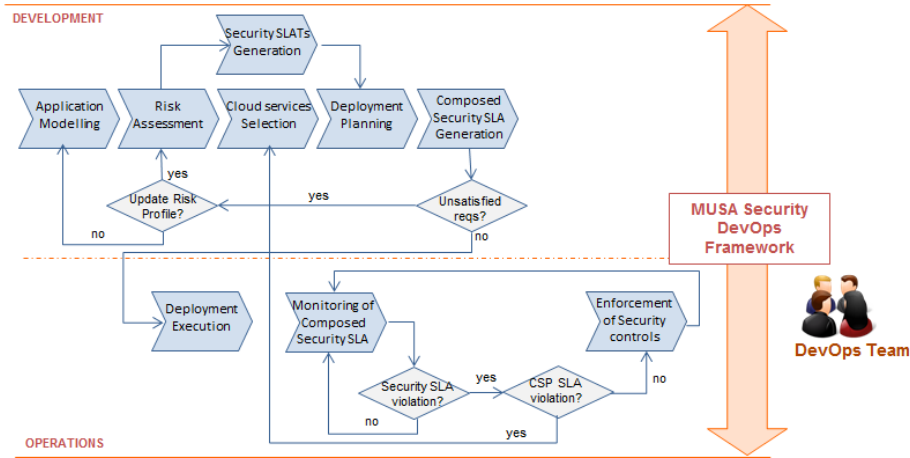 DEVELOPMENT
Security SLATs
Generation
Application
Modelling
Risk
Assessment
Cloud services
Selection
Deployment
Planning
Composed
Security SLA
Generation
yes
Update Risk
Profile?
yes
Unsatisfied
reqs?
no
no
MUSA Security
DevOps
Framework
Deployment
Execution
Monitoring of
Composed
Security SLA
Enforcement
of Security
controls
DevOps Team
Security SLA
violation?
yes
CSP SLA
violation?
no
no
yes
OPERATIONS